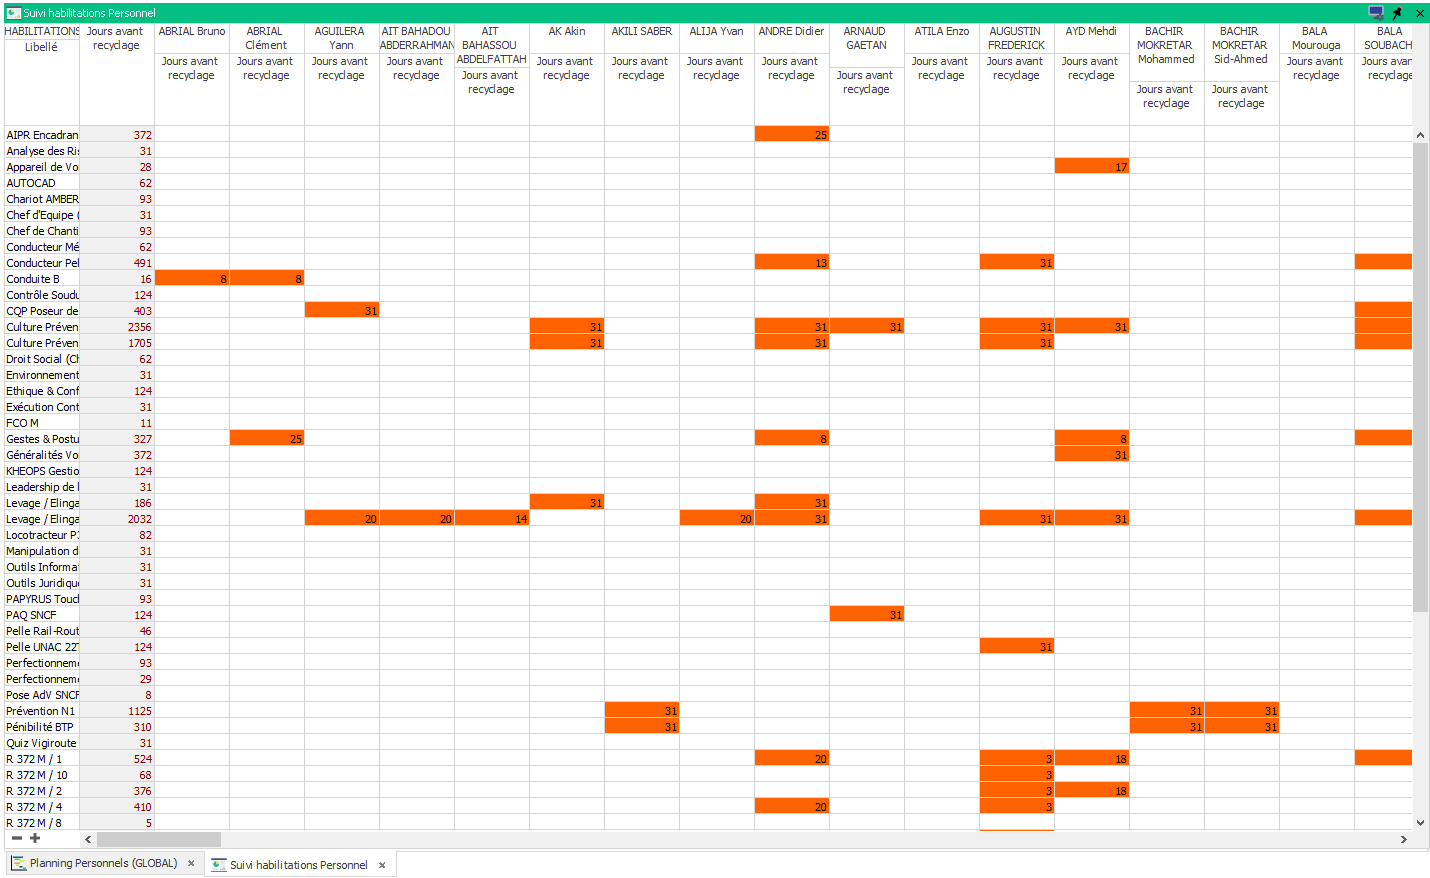 Suivi habilitations Personnel
HABILITATIONS Jours avant recyclage ABRIAL Bruno ABRIAL Clément AGUILERA Yann AIT BAHADOU ABDERRAHMAN AIT BAHASSOU ABDELFATTAH AK Akin AKILI SABER ALIJA Yvan ANDRE Didier ARNAUD GAETAN ATILA Enzo AUGUSTIN FREDERICK AYD Mehdi BACHIR MOKRETAR Mohammed BACHIR MOKRETAR Sid-Ahmed BALA Mourouga BALA SOUBACH
Libellé Jours avant recyclage Jours avant recyclage Jours avant recyclage Jours avant recyclage Jours avant recyclage Jours avant recyclage Jours avant recyclage Jours avant recyclage Jours avant recyclage Jours avant recyclage Jours avant recyclage Jours avant recyclage Jours avant recyclage Jours avant recyclage Jours avant recyclage Jours avant recyclage Jours avan recyclage
AIPR Encadran 372 25
Analyse des Ri 31
Appareil de Vo 28 17
AUTOCAD 62
Chariot AMBER 93
Chef d'Equipe ( 31
Chef de Chanti 93
Conducteur Mé 62
Conducteur Pel 491 13 31
Conduite B 16 8 8
Contrôle Soudu 124
CQP Poseur de 403 31
Culture Préven 2356 31 31 31 31 31
Culture Préven 1705 31 31 31
Droit Social (Ch 62
Environnement 31
Ethique & Conf 124
Exécution Cont 31
FCO M 11
Gestes & Postu 327 25 8 8
Généralités Vo 372 31
KHEOPS Gestio 124
Leadership de l 31
Levage / Elinga 186 31 31
Levage / Elinga 2032 20 20 14 20 31 31 31
Locotracteur P 82
Manipulation d 31
Outils Informa 31
Outils Juridiqu 31
PAPYRUS Touc 93
PAQ SNCF 124 31
Pelle Rail-Rout 46
Pelle UNAC 22T 124 31
Perfectionnem 93
Perfectionnem 29
Pose AdV SNCF 8
Prévention N1 1125 31 31 31
Pénibilité BTP 310 31 31 31
Quiz Vigiroute 31
R 372 M / 1 524 20 3 18
R 372 M / 10 68 3
R 372 M / 2 376 3 18
R 372 M / 4 410 20 3
R 372 M / 8 5
Planning Personnels (GLOBAL) Suivi habilitations Personnel